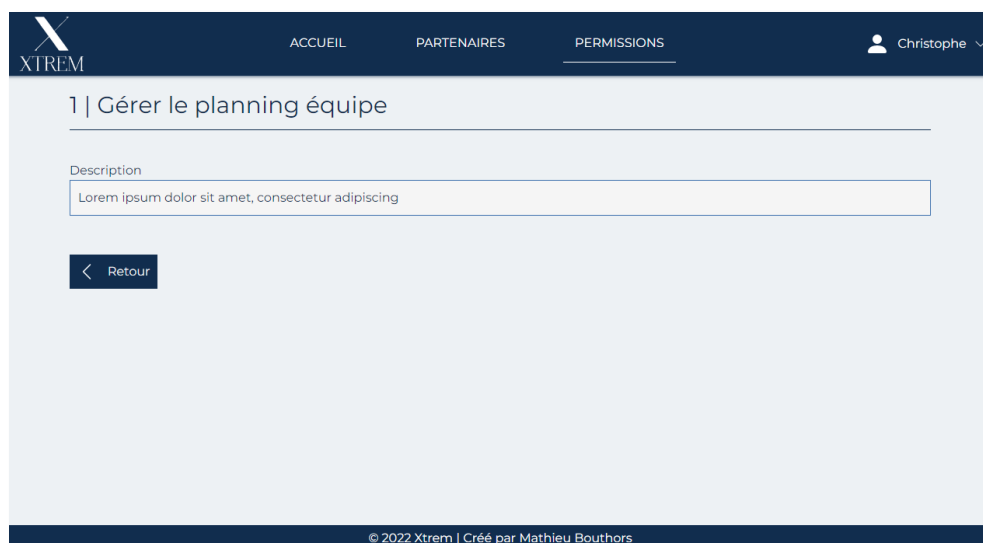 XTREM
ACCUEIL PARTENAIRES PERMISSIONS Christophe
1 | Gérer le planning équipe
Description
Lorem ipsum dolor sit amet, consectetur adipiscing
Retour
© 2022 Xtrem | Créé par Mathieu Bouthors